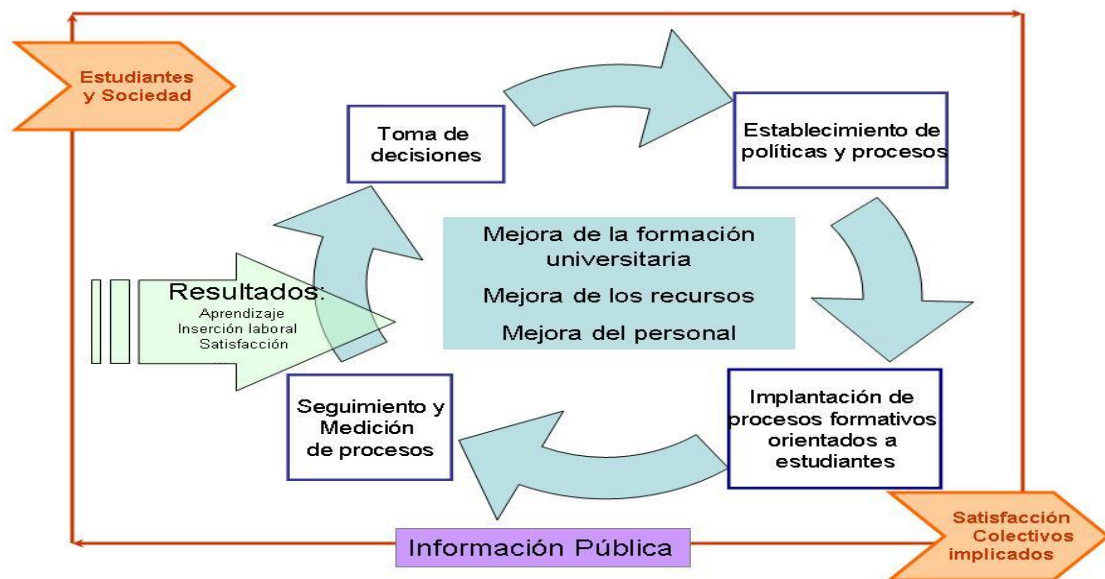 Estudiantes
y Sociedad
Toma de
decisiones
Establecimiento de
políticas y procesos
Mejora de la formación
universitaria
Mejora de los recursos
Mejora del personal
Resultados:
Aprendizaje
Inserción laboral
Satisfacción
Seguimiento y
Medición
de procesos
Implantación de
procesos formativos
orientados a
estudiantes
Información Pública
Satisfacción
Colectivos
implicados